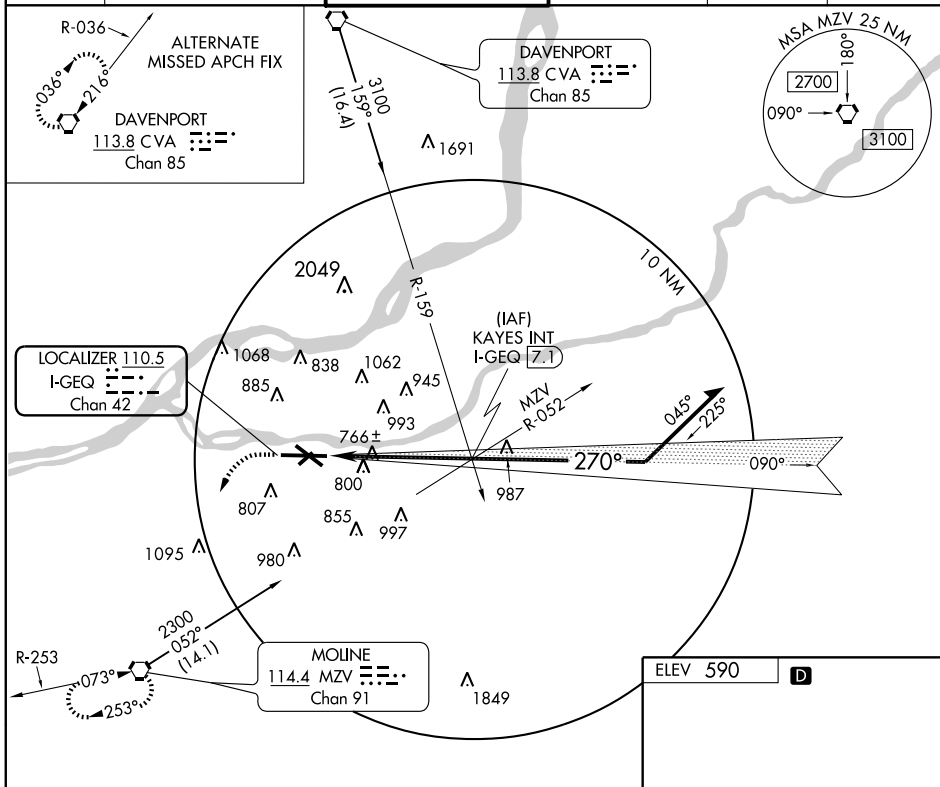 R-036
ALTERNATE
MISSED APCH FIX
036°
216°
DAVENPORT
113.8 CVA
Chan 85
DAVENPORT
113.8 CVA
Chan 85
3100
159°
(16.4)
1691
MSA MZV 25 NM
180°
2700
090°
3100
10 NM
2049
R-159
(IAF)
KAYES INT
I-GEQ 7.1
LOCALIZER 110.5
I-GEQ
Chan 42
1068
838
1062
885
945
993
MZV
R-052
045°
225°
766±
800
987
270°
090°
807
855
997
1095
980
2300
052°
(14.1)
R-253
073°
253°
MOLINE
114.4 MZV
Chan 91
1849
ELEV 590
D